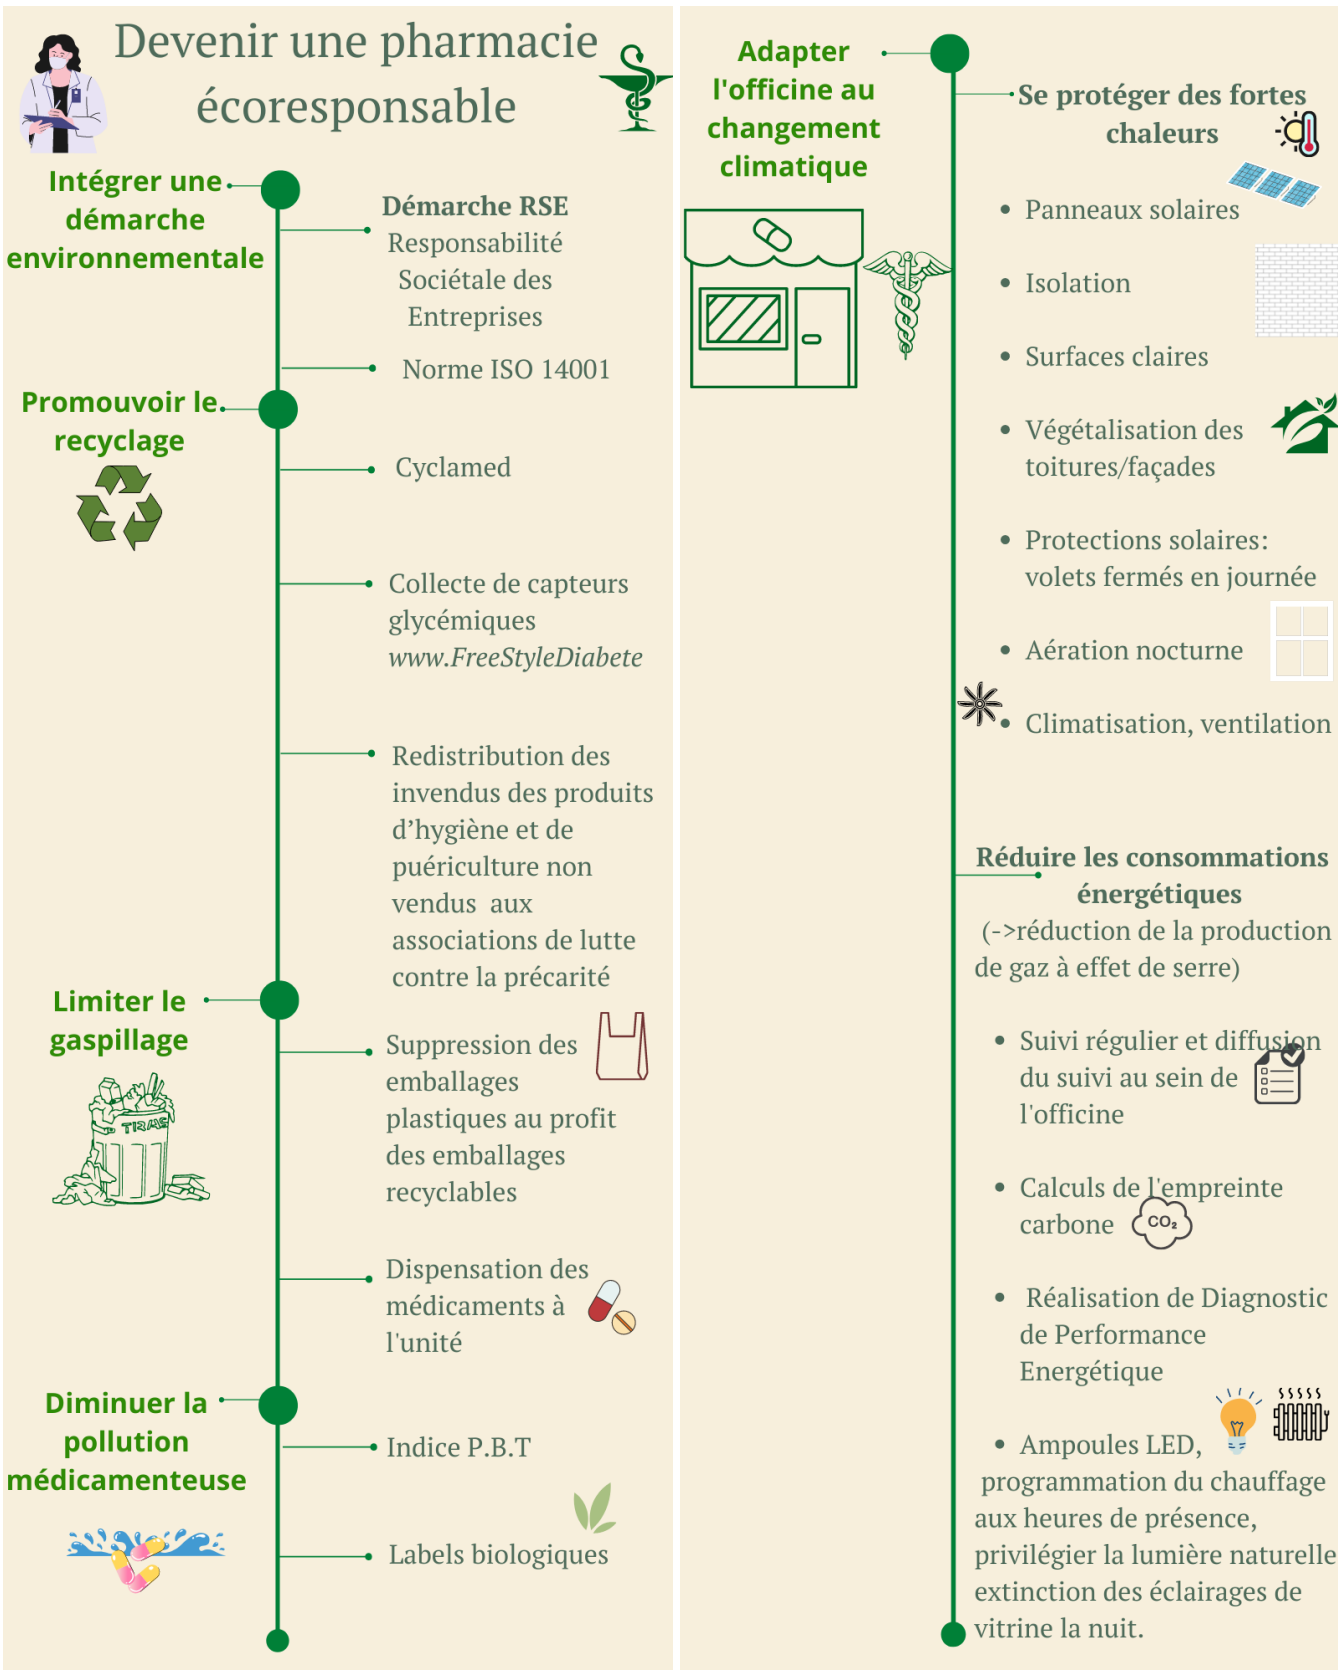 Devenir une pharmacie
écoresponsable
Intégrer une
démarche
environnementale
Démarche RSE
Responsabilité
Sociétale des
Entreprises
Norme ISO 14001
Promouvoir le
recyclage
Cyclamed
Collecte de capteurs
glycémiques
www.FreeStyleDiabete
Redistribution des
invendus des produits
d’hygiène et de
puériculture non
vendus aux
associations de lutte
contre la précarité
Limiter le
gaspillage
TRAS
Suppression des
emballages
plastiques au profit
des emballages
recyclables
Dispensation des
médicaments à
l'unité
Diminuer la
pollution
médicamenteuse
Indice P.B.T
Labels biologiques
Adapter
l'officine au
changement
climatique
Se protéger des fortes
chaleurs
• Panneaux solaires
• Isolation
• Surfaces claires
• Végétalisation des
toitures/façades
• Protections solaires:
volets fermés en journée
• Aération nocturne
• Climatisation, ventilation
Réduire les consommations
énergétiques
(->réduction de la production
de gaz à effet de serre)
• Suivi régulier et diffusion
du suivi au sein de
l'officine
• Calculs de l'empreinte
carbone
CO₂
• Réalisation de Diagnostic
de Performance
Energétique
• Ampoules LED,
programmation du chauffage
aux heures de présence,
privilégier la lumière naturelle
extinction des éclairages de
vitrine la nuit.